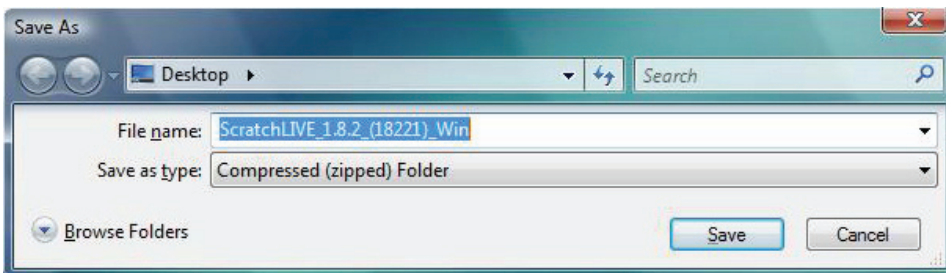 Save As
Desktop
Search
File name: ScratchLIVE_1.8.2_(18221)_Win
Save as type: Compressed (zipped) Folder
Browse Folders Save Cancel